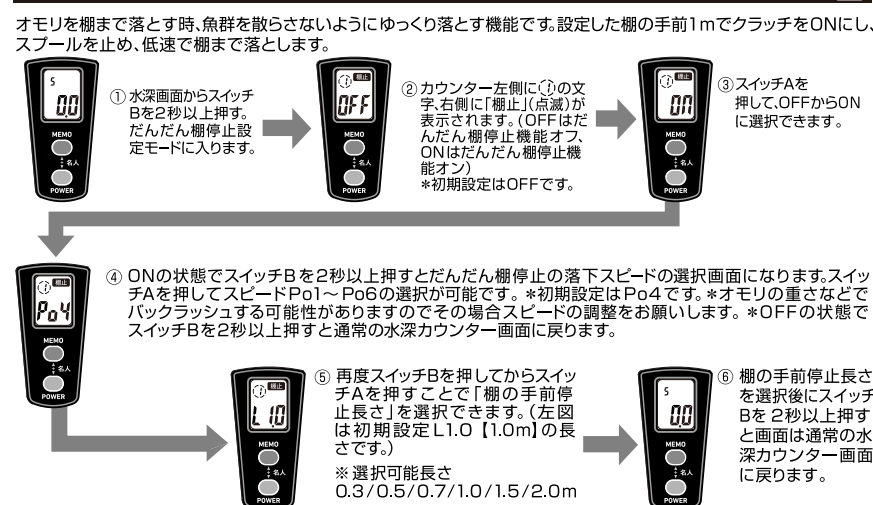 オモリを棚まで落とす時、魚群を散らさないようにゆっくり落とす機能です。設定した棚の手前1mでクラッチをONにし、
スプールを止め、低速で棚まで落とします。
5
0.0
MEMO
名人
POWER
① 水深画面からスイッチ
Bを2秒以上押す。
だんだん棚停止設
定モードに入ります。
棚止
OFF
MEMO
名人
POWER
② カウンター左側に の文
字、右側に「棚止」(点滅)が
表示されます。(OFFはだ
んだん棚停止機能オフ、
ONはだんだん棚停止機
能オン)
*初期設定はOFFです。
棚止
0n
MEMO
名人
POWER
③ スイッチAを
押して、OFFからON
に選択できます。
棚止
Po4
MEMO
名人
POWER
④ ONの状態でスイッチBを2秒以上押すとだんだん棚停止の落下スピードの選択画面になります。スイッ
チAを押してスピードPo1～Po6の選択が可能です。*初期設定はPo4です。*オモリの重さなどで
バックラッシュする可能性がありますのでその場合スピードの調整をお願いします。*OFFの状態で
スイッチBを2秒以上押すと通常の水深カウンター画面に戻ります。
棚止
L1.0
MEMO
名人
POWER
⑤ 再度スイッチBを押してからスイッ
チAを押すことで「棚の手前停
止長さ」を選択できます。(左図
は初期設定L1.0【1.0m】の長
さです。)
※選択可能長さ
0.3/0.5/0.7/1.0/1.5/2.0m
5
0.0
MEMO
名人
POWER
⑥ 棚の手前停止長さ
を選択後にスイッチ
Bを2秒以上押す
と画面は通常の水
深カウンター画面
に戻ります。